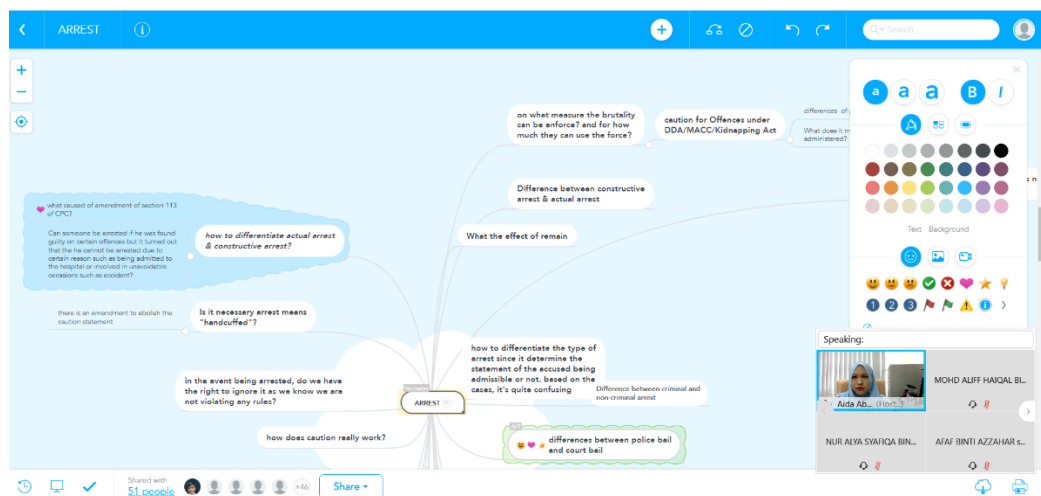 ARREST
Search
on what measure the brutality
can be enforce? and for how
much they can use the force?
caution for Offences under
DDA/MACC/Kidnapping Act
differences of
What does it m
administered?
a a a B I
Difference between constructive
arrest & actual arrest
what caused of amendment of section 113
of CPC?
Can someone be arrested if he was found
guilty on certain offences but it turned out
that the he cannot be arrested due to
certain reason such as being admitted to
the hospital or involved in unavoidable
occasions such as accident?
how to differentiate actual arrest
& constructive arrest?
What the effect of remain
Text Background
1 2 3
there is an amendment to abolish the
caution statement
Is it necessary arrest means
"handcuffed"?
how to differentiate the type of
arrest since it determine the
statement of the accused being
admissible or not, based on the
cases, it's quite confusing
Difference between criminal and
non-criminal arrest
in the event being arrested, do we have
the right to ignore it as we know we are
not violating any rules?
ARREST
how does caution really work?
differences between police bail
and court bail
Speaking:
Aida Ab... (Host...)
MOHD ALIFF HAIQAL BI...
NUR ALYA SYAFIQA BIN...
AFAF BINTI AZZAHAR s...
Shared with
51 people
+46
Share